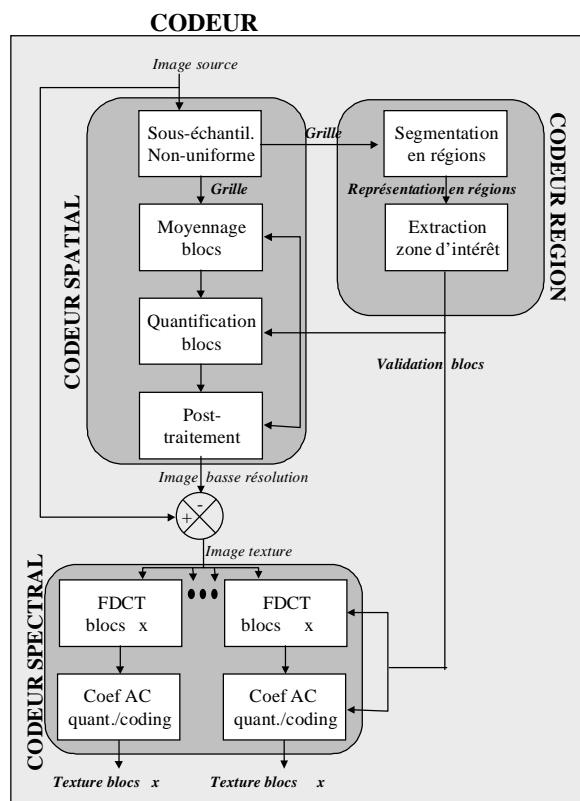 CODEUR
Image source
Sous-échantil.
Non-uniforme
Grille
Segmentation
en régions
Grille
Représentation en régions
Moyennage
blocs
Extraction
zone d'intérêt
CODEUR REGION
CODEUR SPATIAL
Quantification
blocs
Validation blocs
Post-
traitement
Image basse résolution
-
+
Image texture
CODEUR SPECTRAL
FDCT
blocs x
FDCT
blocs x
Coef AC
quant./coding
Coef AC
quant./coding
Texture blocs x
Texture blocs x